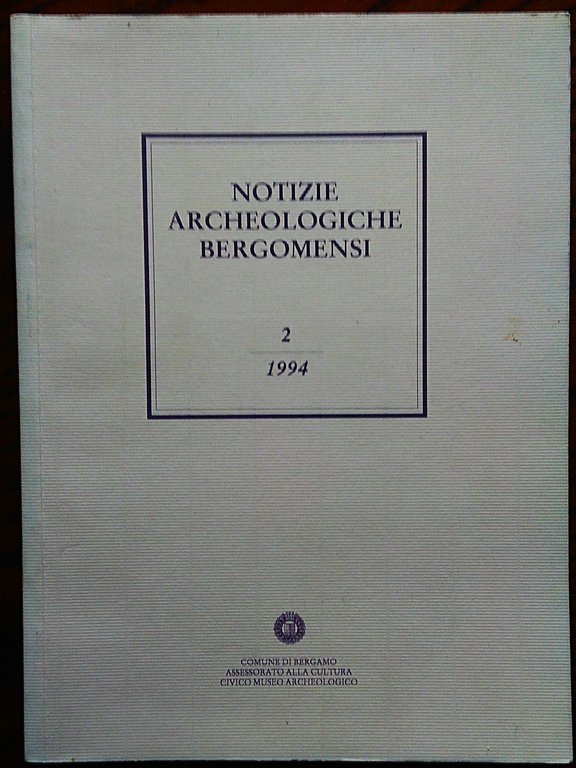 NOTIZIE
ARCHEOLOGICHE
BERGOMENSI
2
1994
COMUNE DI BERGAMO
ASSESSORATO ALLA CULTURA
CIVICO MUSEO ARCHEOLOGICO